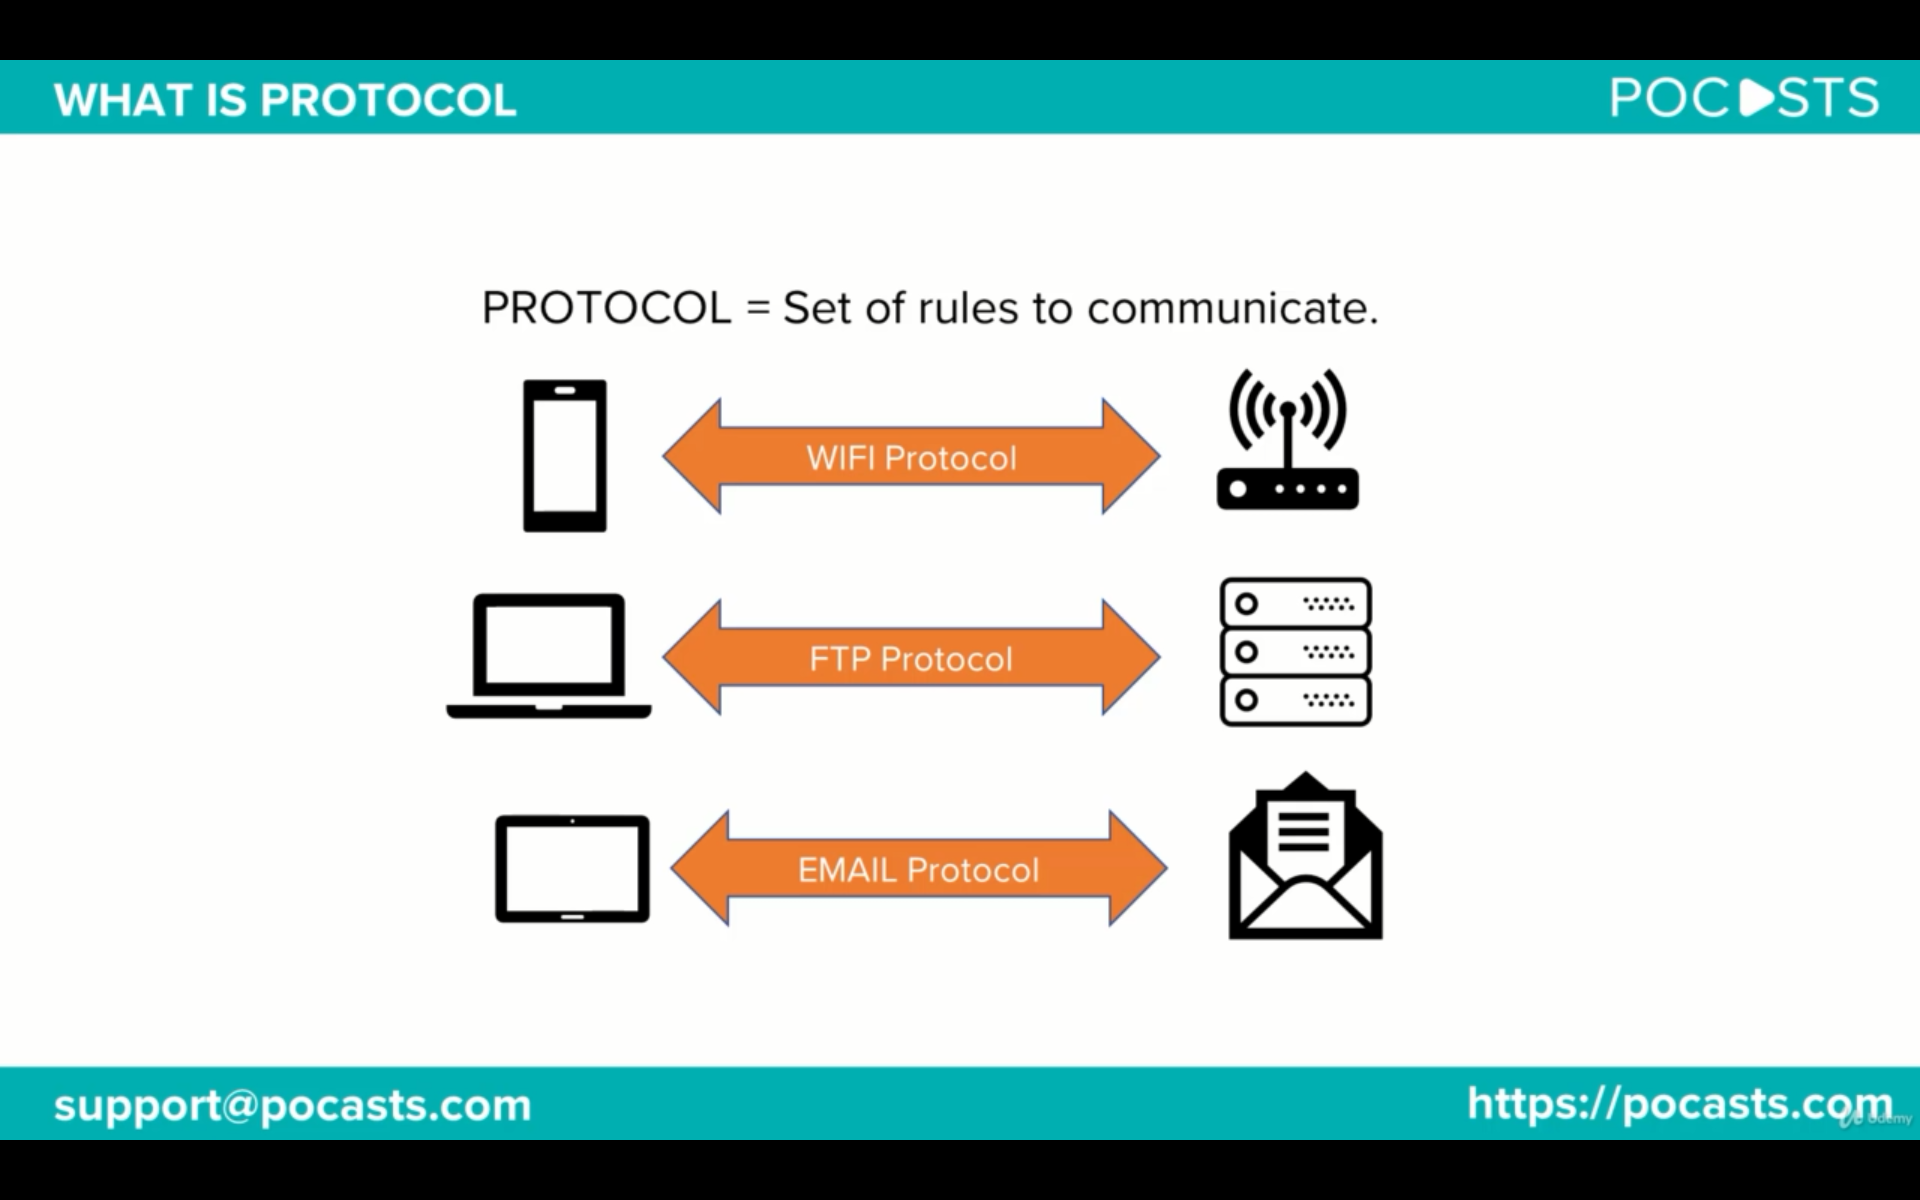 WHAT IS PROTOCOL
POCASTS
PROTOCOL = Set of rules to communicate.
WIFI Protocol
FTP Protocol
EMAIL Protocol
support@pocasts.com
https://pocasts.com
Udemy